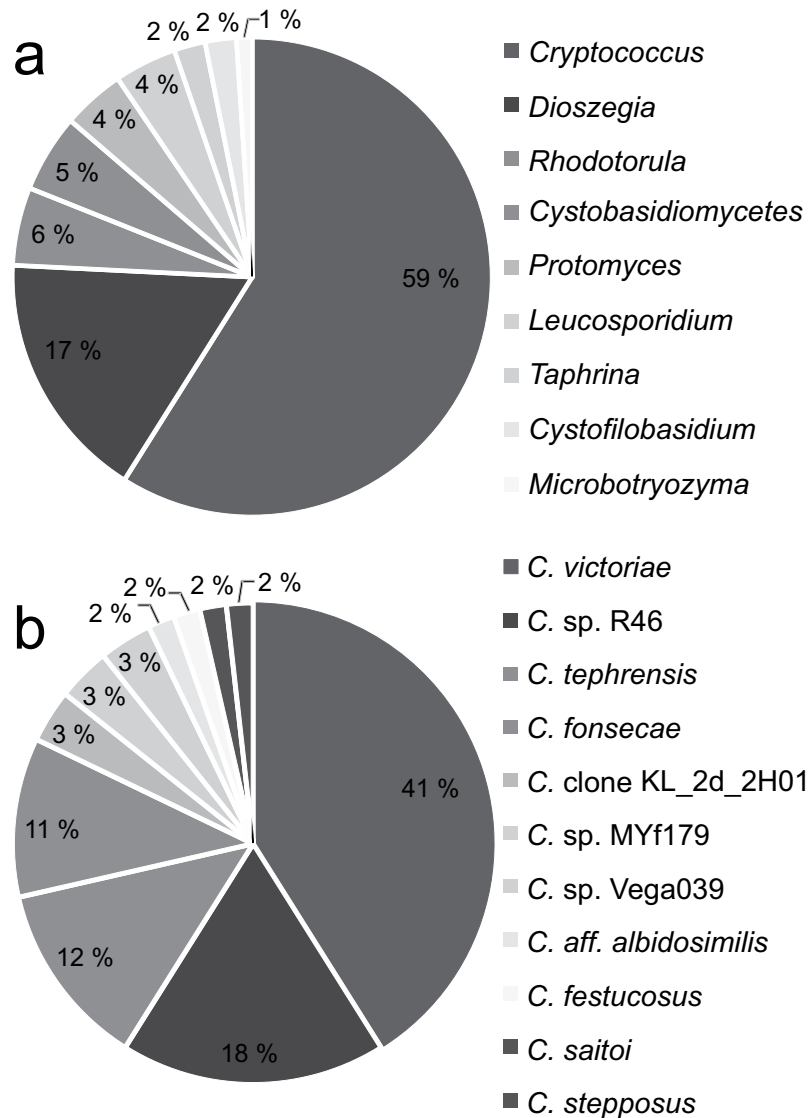 a
2 %
2 %
1 %
4 %
4 %
5 %
6 %
17 %
59 %
Cryptococcus
Dioszegia
Rhodotorula
Cystobasidiomycetes
Protomyces
Leucosporidium
Taphrina
Cystofilobasidium
Microbotryozyma
b
2 %
2 %
2 %
2 %
3 %
3 %
3 %
11 %
12 %
18 %
41 %
C. victoriae
C. sp. R46
C. tephrensis
C. fonsecae
C. clone KL_2d_2H01
C. sp. MYf179
C. sp. Vega039
C. aff. albidosimilis
C. festucosus
C. saitoi
C. stepposus